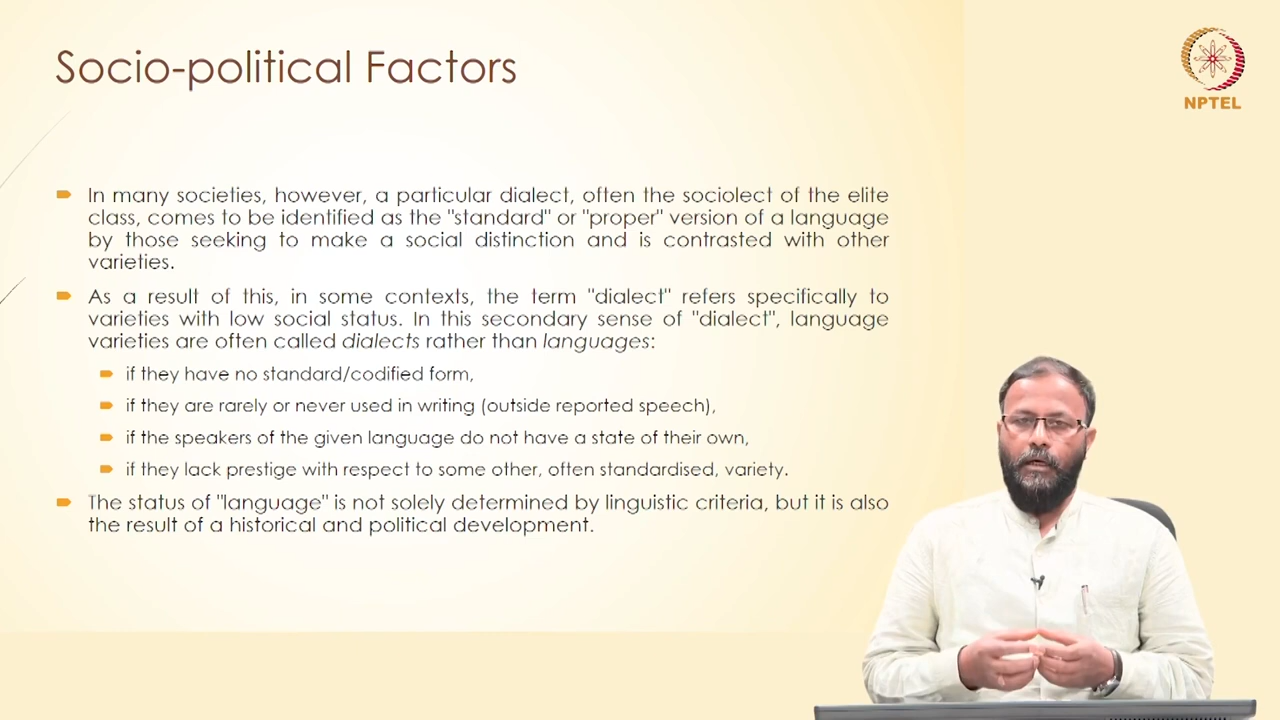 Socio-political Factors
NPTEL
In many societies, however, a particular dialect, often the sociolect of the elite
class, comes to be identified as the "standard" or "proper" version of a language
by those seeking to make a social distinction and is contrasted with other
varieties.
As a result of this, in some contexts, the term "dialect" refers specifically to
varieties with low social status. In this secondary sense of "dialect", language
varieties are often called dialects rather than languages:
if they have no standard/codified form,
if they are rarely or never used in writing (outside reported speech),
if the speakers of the given language do not have a state of their own,
if they lack prestige with respect to some other, often standardised, variety.
The status of "language" is not solely determined by linguistic criteria, but it is also
the result of a historical and political development.